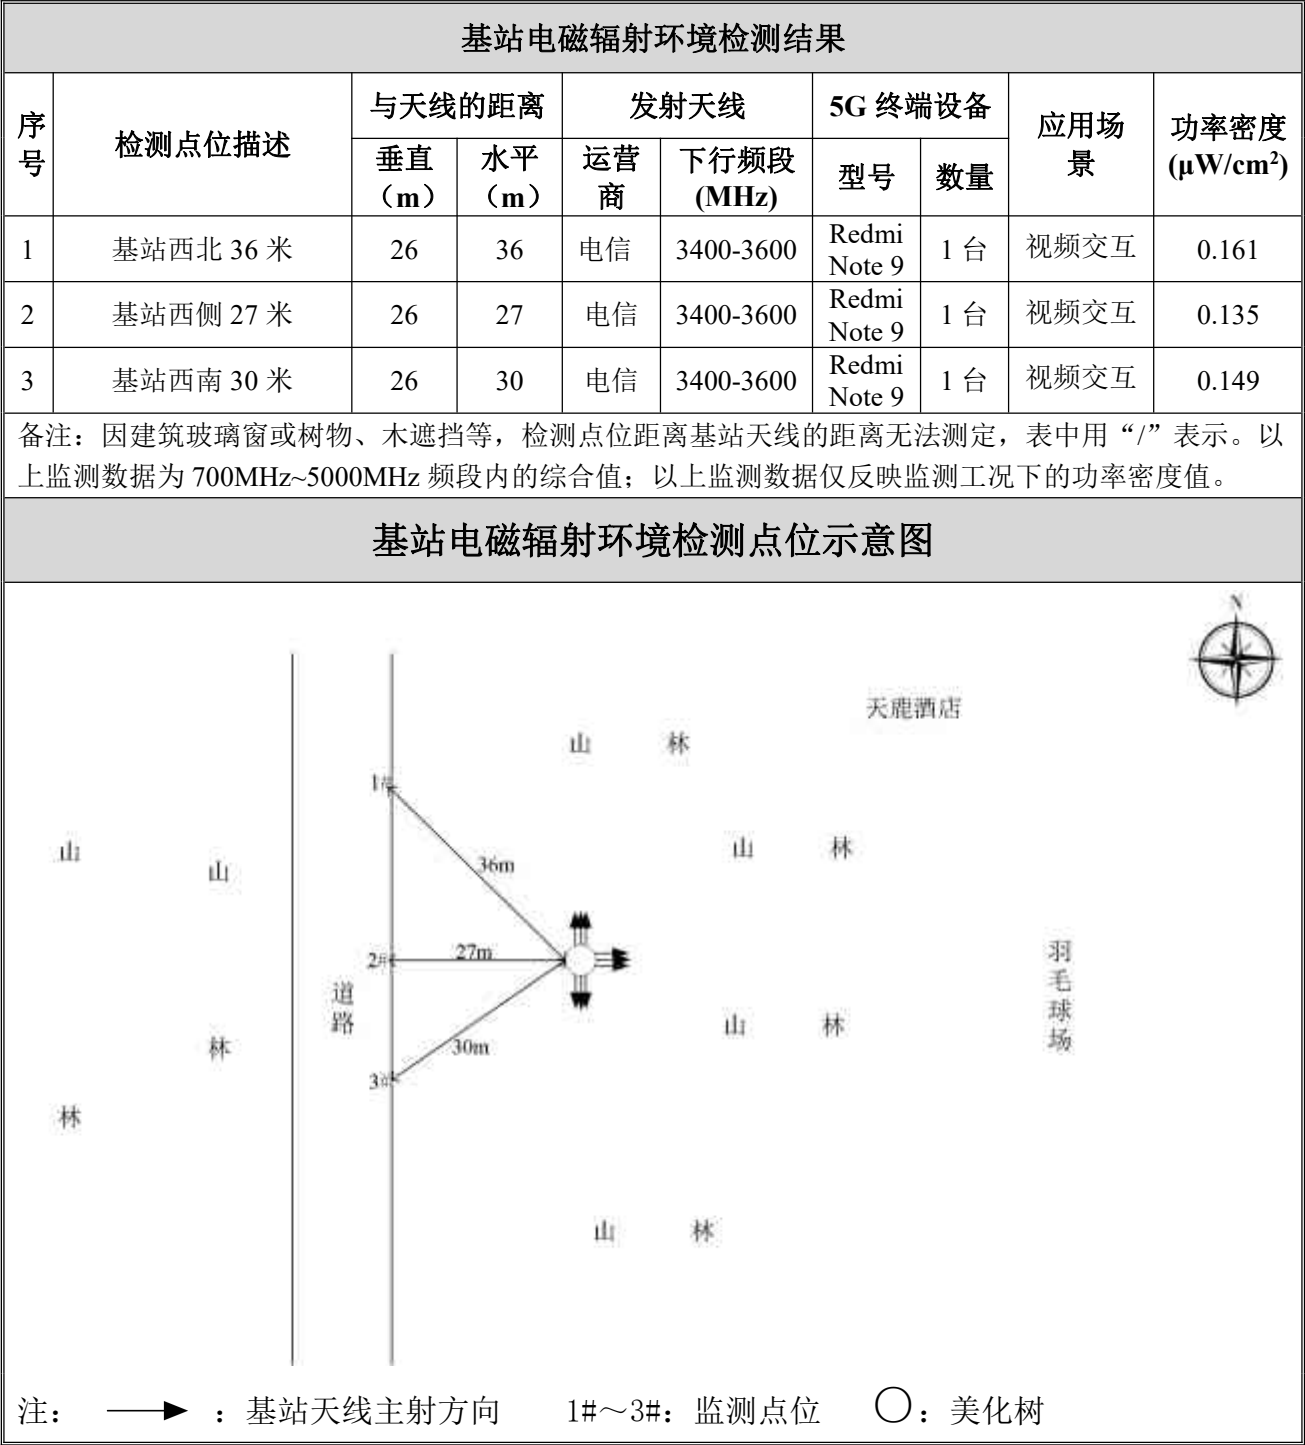 基站电磁辐射环境检测结果
序号 检测点位描述 与天线的距离 发射天线 5G 终端设备 应用场景 功率密度(μW/cm²)
垂直（m） 水平（m） 运营商 下行频段(MHz) 型号 数量
1 基站西北 36 米 26 36 电信 3400-3600 Redmi Note 9 1 台 视频交互 0.161
2 基站西侧 27 米 26 27 电信 3400-3600 Redmi Note 9 1 台 视频交互 0.135
3 基站西南 30 米 26 30 电信 3400-3600 Redmi Note 9 1 台 视频交互 0.149
备注：因建筑玻璃窗或树物、木遮挡等，检测点位距离基站天线的距离无法测定，表中用“/”表示。以
上监测数据为 700MHz~5000MHz 频段内的综合值；以上监测数据仅反映监测工况下的功率密度值。
基站电磁辐射环境检测点位示意图
N
天鹿酒店
山 林
1#
山 林
山
36m
山
27m
2#
羽毛球场
道路
山 林
林
30m
3#
林
山 林
注： ：基站天线主射方向 1#～3#：监测点位 ：美化树